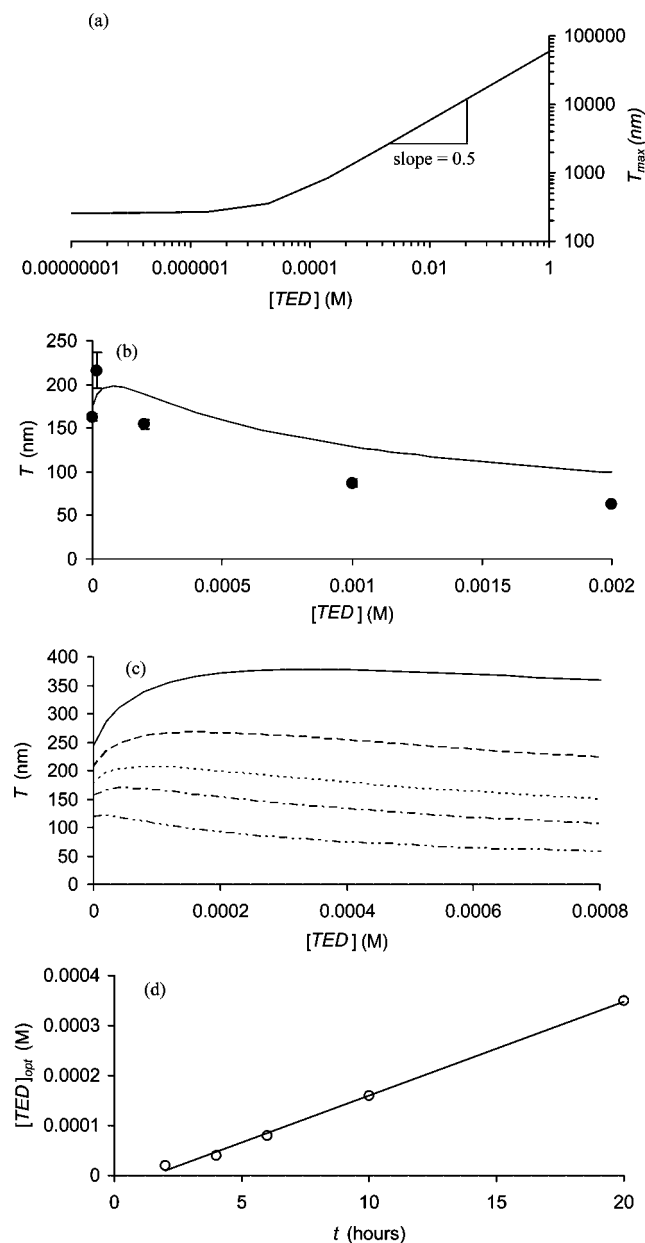 (a)
100000
10000
1000
100
T_max (nm)
slope = 0.5
0.00000001 0.000001 0.0001 0.01 1
[TED] (M)
(b)
250
200
150
100
50
0
T (nm)
0 0.0005 0.001 0.0015 0.002
[TED] (M)
(c)
400
350
300
250
200
150
100
50
0
T (nm)
0 0.0002 0.0004 0.0006 0.0008
[TED] (M)
(d)
0.0004
0.0003
0.0002
0.0001
0
[TED]opt (M)
0 5 10 15 20
t (hours)